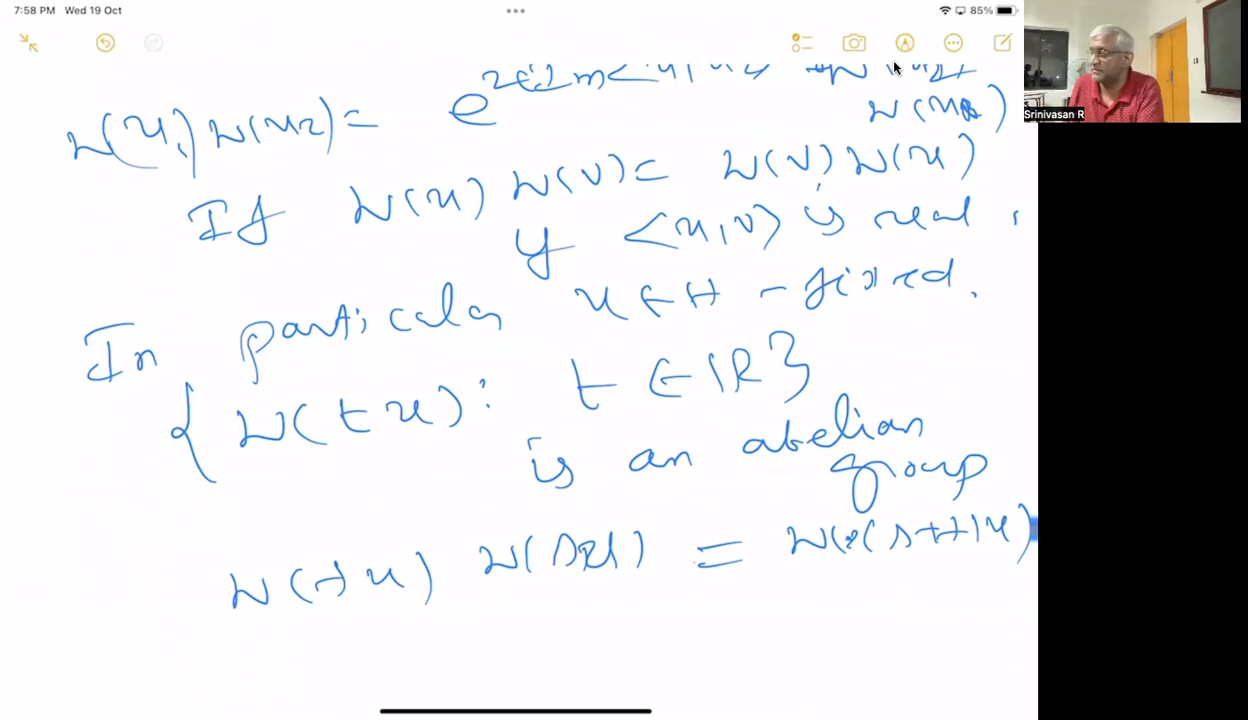 7:58 PM Wed 19 Oct
85%
Srinivasan R
W(u₁)W(u₂) = e
If W(u) W(v) = W(v) W(u)
if <u,v> is real.
In particular u ∈ H - fixed.
{ W(tu) : t ∈ ℝ }
is an abelian
group
W(tu) W(su) = W((s+t)u)